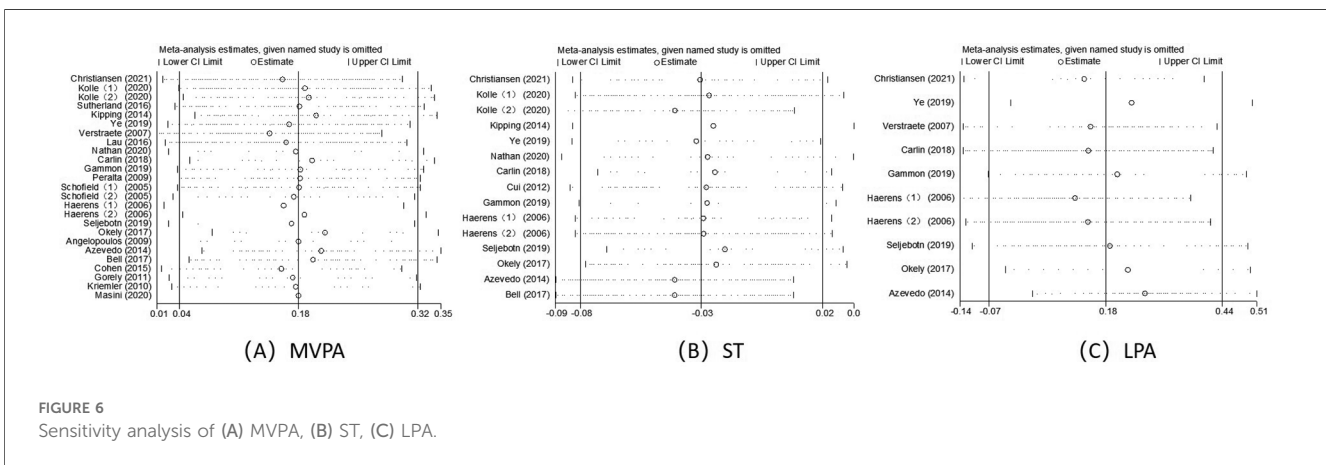 Meta-analysis estimates, given named study is omitted
Lower CI Limit Estimate Upper CI Limit
Christiansen (2021)
Kolle（1）(2020)
Kolle（2）(2020)
Sutherland (2016)
Kipping (2014)
Ye (2019)
Verstraete (2007)
Lau (2016)
Nathan (2020)
Carlin (2018)
Gammon (2019)
Peralta (2009)
Schofield（1）(2005)
Schofield（2）(2005)
Haerens（1）(2006)
Haerens（2）(2006)
Seljebotn (2019)
Okely (2017)
Angelopoulos (2009)
Azevedo (2014)
Bell (2017)
Cohen (2015)
Gorely (2011)
Kriemler (2010)
Masini (2020)
0.01 0.04 0.18 0.32 0.35
(A) MVPA
Meta-analysis estimates, given named study is omitted
Lower CI Limit Estimate Upper CI Limit
Christiansen (2021)
Kolle（1）(2020)
Kolle（2）(2020)
Kipping (2014)
Ye (2019)
Nathan (2020)
Carlin (2018)
Cui (2012)
Gammon (2019)
Haerens（1）(2006)
Haerens（2）(2006)
Seljebotn (2019)
Okely (2017)
Azevedo (2014)
Bell (2017)
-0.09 -0.08 -0.03 0.02 0.0
(B) ST
Meta-analysis estimates, given named study is omitted
Lower CI Limit Estimate Upper CI Limit
Christiansen (2021)
Ye (2019)
Verstraete (2007)
Carlin (2018)
Gammon (2019)
Haerens（1）(2006)
Haerens（2）(2006)
Seljebotn (2019)
Okely (2017)
Azevedo (2014)
-0.14 -0.07 0.18 0.44 0.51
(C) LPA
FIGURE 6
Sensitivity analysis of (A) MVPA, (B) ST, (C) LPA.